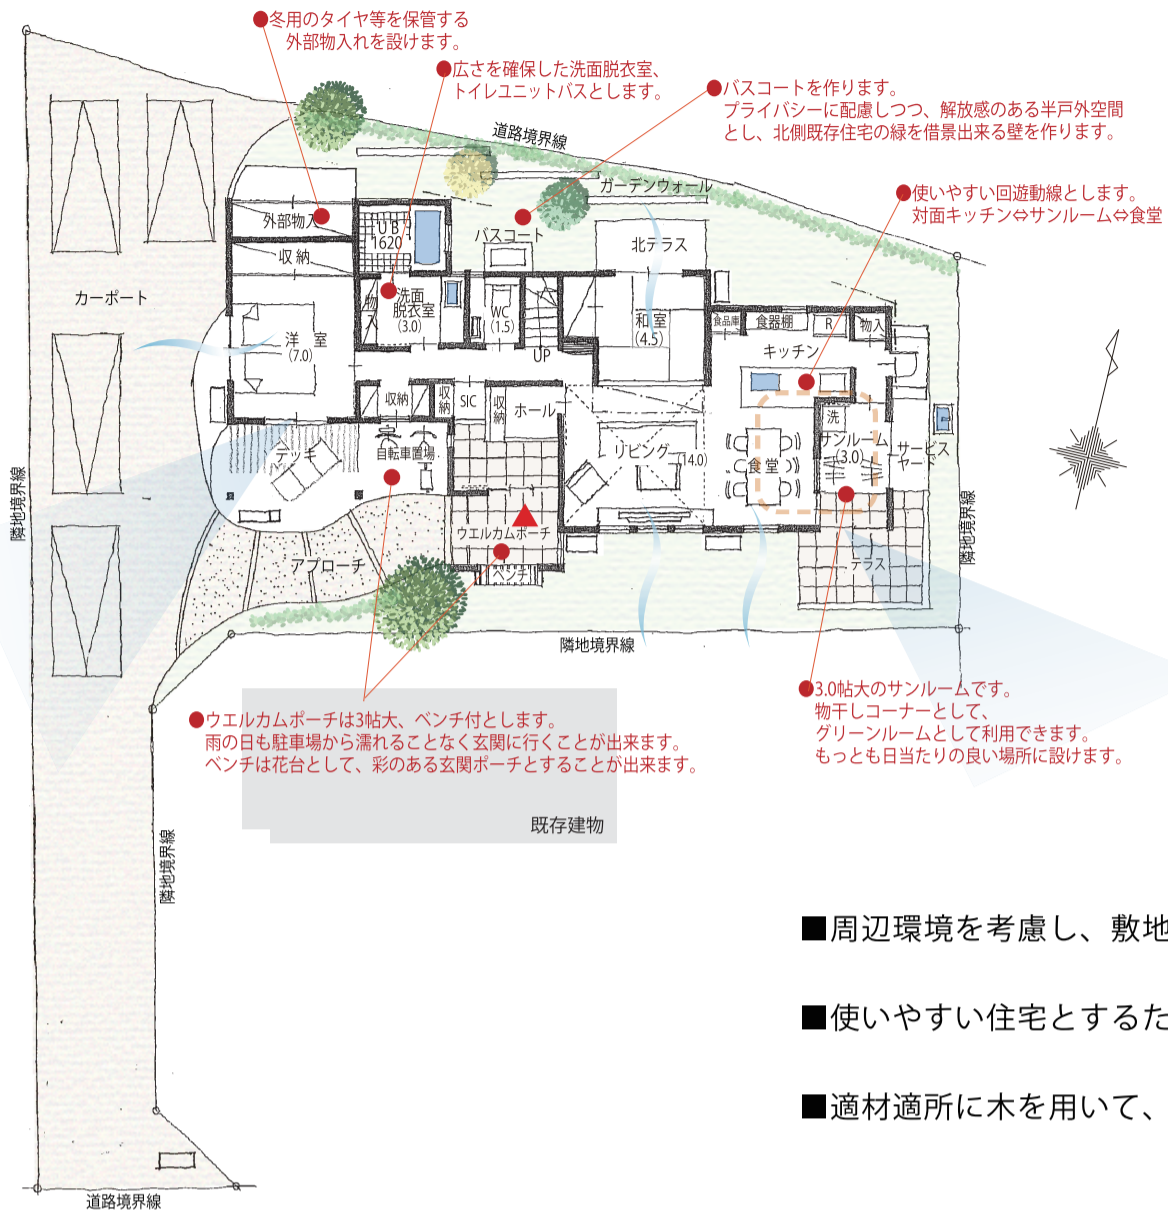 ●冬用のタイヤ等を保管する
外部物入れを設けます。
●広さを確保した洗面脱衣室、
トイレユニットバスとします。
●バスコートを作ります。
プライバシーに配慮しつつ、解放感のある半戸外空間
とし、北側既存住宅の緑を借景出来る壁を作ります。
道路境界線
ガーデンウォール
●使いやすい回遊動線とします。
対面キッチン⇔サンルーム⇔食堂
外部物入
UB
1620
バスコート
北テラス
収納
カーポート
物入
洗面
脱衣室
(3.0)
WC
(1.5)
UP
和室
(4.5)
食品庫
食器棚
R
物入
キッチン
洋室
(7.0)
収納
収納
SIC
収納
ホール
洗
デッキ
自転車置場
リビング
(14.0)
食堂
サンルーム
(3.0)
サービス
ヤード
隣地境界線
隣地境界線
ウエルカムポーチ
アプローチ
ベンチ
テラス
隣地境界線
●3.0帖大のサンルームです。
物干しコーナーとして、
グリーンルームとして利用できます。
もっとも日当たりの良い場所に設けます。
●ウエルカムポーチは3帖大、ベンチ付とします。
雨の日も駐車場から濡れることなく玄関に行くことが出来ます。
ベンチは花台として、彩のある玄関ポーチとすることが出来ます。
既存建物
隣地境界線
■周辺環境を考慮し、敷地
■使いやすい住宅とするた
■適材適所に木を用いて、
道路境界線